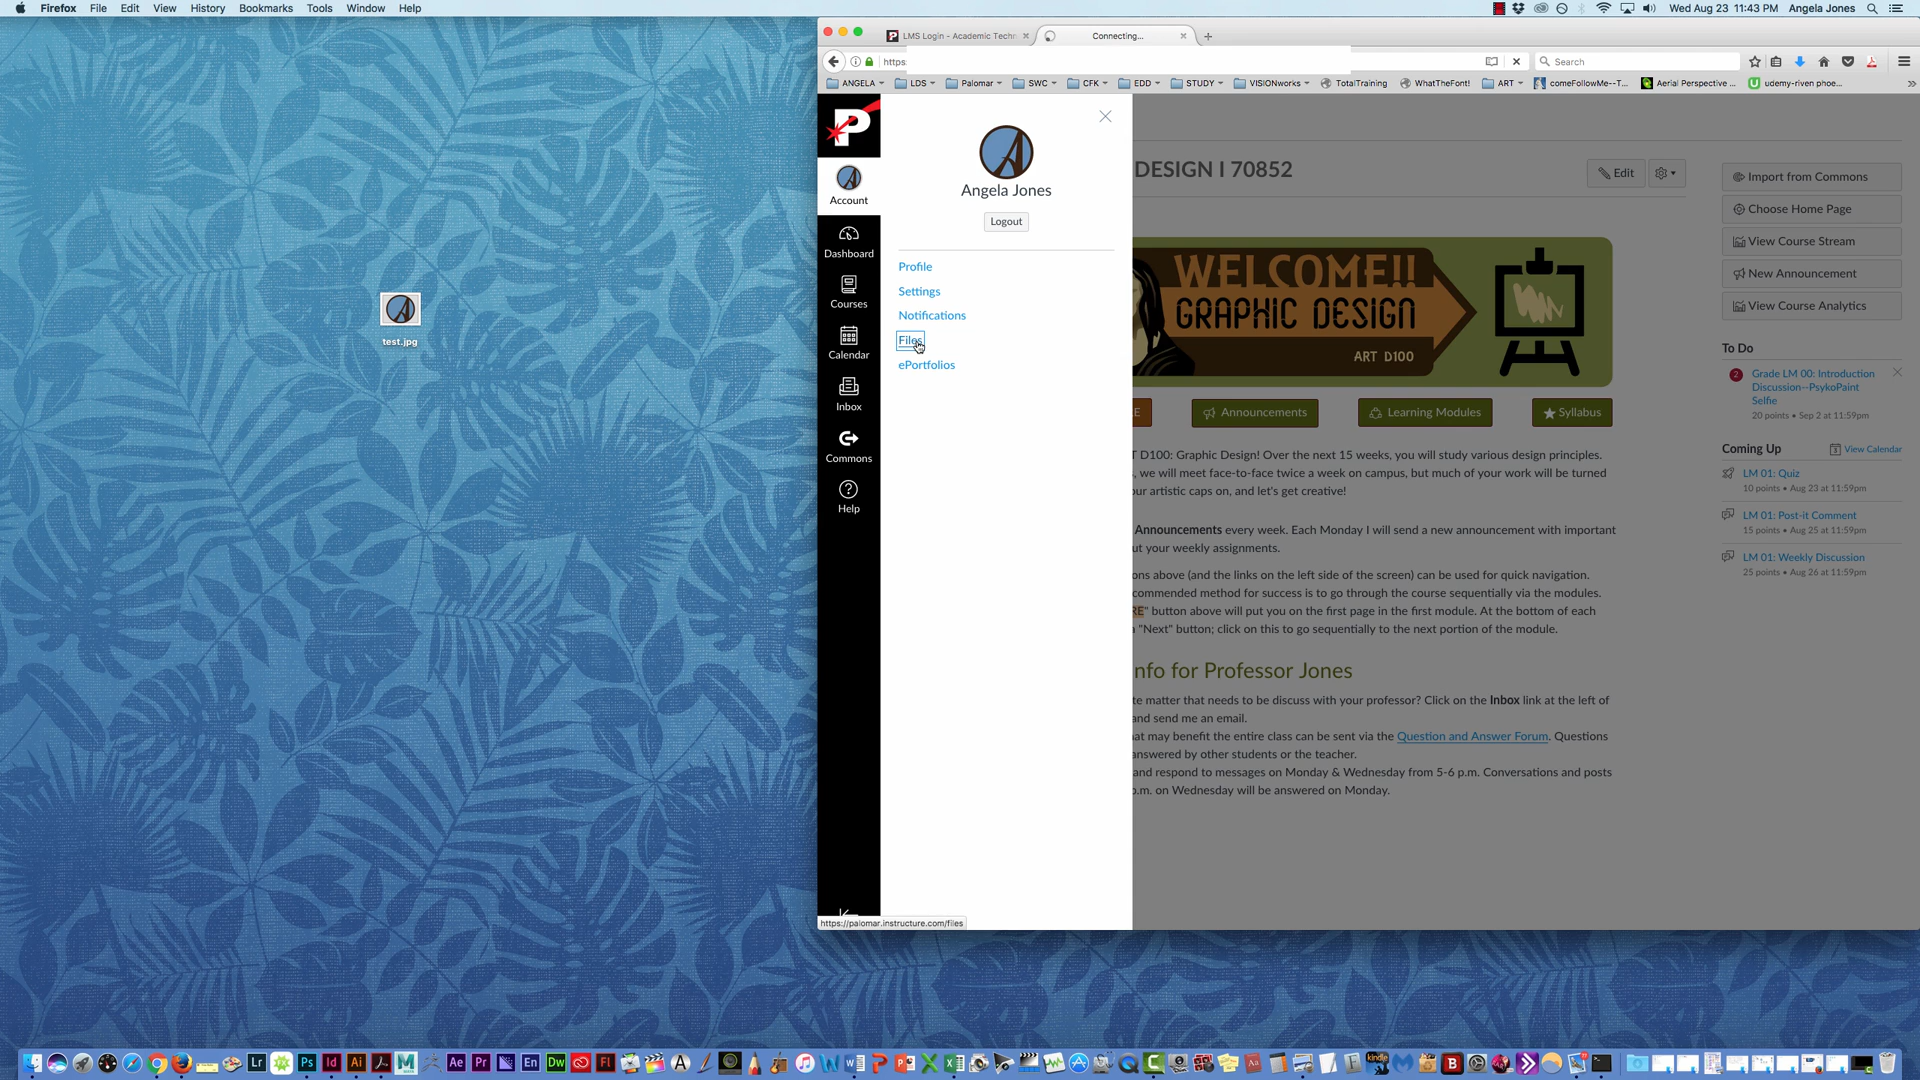 Firefox File Edit View History Bookmarks Tools Window Help
Wed Aug 23 11:43 PM Angela Jones
LMS Login - Academic Techn
Connecting...
https:
Search
ANGELA LDS Palomar SWC CFK EDD STUDY VISIONworks TotalTraining WhatTheFont! ART comeFollowMe--T... Aerial Perspective ... udemy-riven phoe...
P
Account
Dashboard
Courses
Calendar
Inbox
Commons
Help
Angela Jones
Logout
Profile
Settings
Notifications
Files
ePortfolios
https://palomar.instructure.com/files
test.jpg
DESIGN I 70852
Edit
WELCOME!!
GRAPHIC DESIGN
ART D100
E
Announcements
Learning Modules
Syllabus
T D100: Graphic Design! Over the next 15 weeks, you will study various design principles.
, we will meet face-to-face twice a week on campus, but much of your work will be turned
ur artistic caps on, and let's get creative!
Announcements every week. Each Monday I will send a new announcement with important
ut your weekly assignments.
ons above (and the links on the left side of the screen) can be used for quick navigation.
commended method for success is to go through the course sequentially via the modules.
RE" button above will put you on the first page in the first module. At the bottom of each
a "Next" button; click on this to go sequentially to the next portion of the module.
nfo for Professor Jones
te matter that needs to be discuss with your professor? Click on the Inbox link at the left of
and send me an email.
at may benefit the entire class can be sent via the Question and Answer Forum. Questions
answered by other students or the teacher.
and respond to messages on Monday & Wednesday from 5-6 p.m. Conversations and posts
p.m. on Wednesday will be answered on Monday.
Import from Commons
Choose Home Page
View Course Stream
New Announcement
View Course Analytics
To Do
2
Grade LM 00: Introduction
Discussion--PsykoPaint
Selfie
20 points • Sep 2 at 11:59pm
Coming Up
View Calendar
LM 01: Quiz
10 points • Aug 23 at 11:59pm
LM 01: Post-it Comment
15 points • Aug 25 at 11:59pm
LM 01: Weekly Discussion
25 points • Aug 26 at 11:59pm
Lr Ps Id Ai Ae Pr En Dw Fl kindle